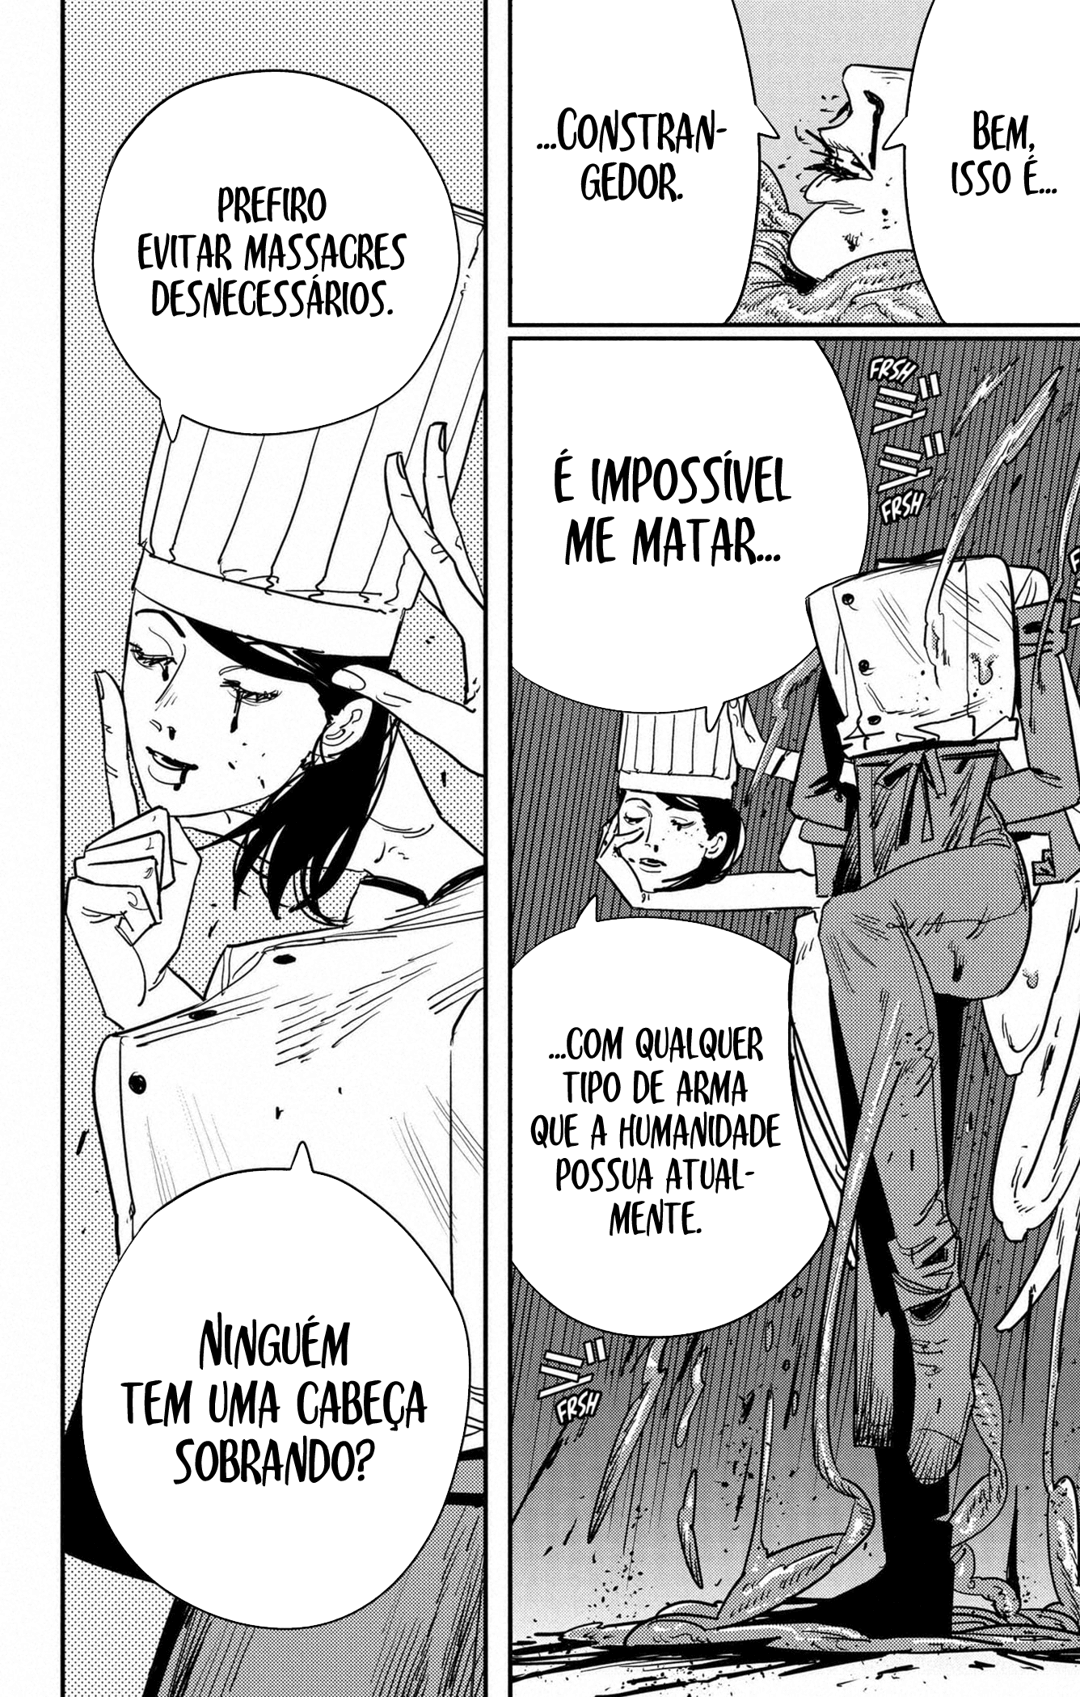 BEM,
ISSO É...
...CONSTRAN-
GEDOR.
É IMPOSSÍVEL
ME MATAR...
FRSH
FRSH
...COM QUALQUER
TIPO DE ARMA
QUE A HUMANIDADE
POSSUA ATUAL-
MENTE.
FRSH
PREFIRO
EVITAR MASSACRES
DESNECESSÁRIOS.
NINGUÉM
TEM UMA CABEÇA
SOBRANDO?